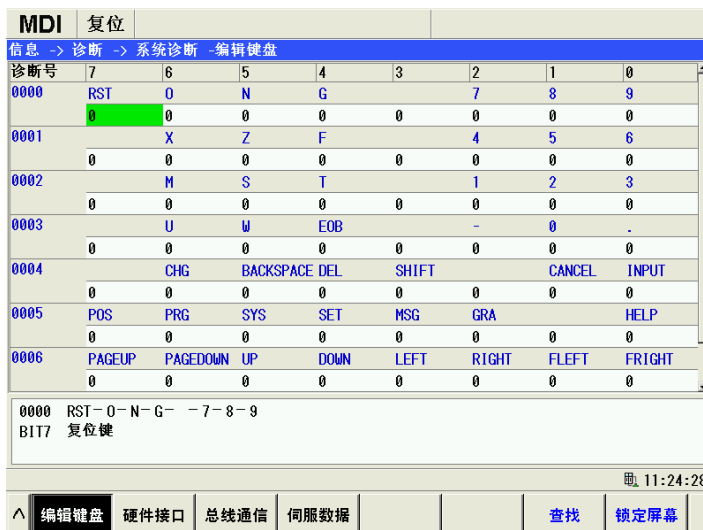 MDI 复位
信息 -> 诊断 -> 系统诊断 -编辑键盘
诊断号 7 6 5 4 3 2 1 0
0000 RST O N G 7 8 9
0 0 0 0 0 0 0 0
0001 X Z F 4 5 6
0 0 0 0 0 0 0 0
0002 M S T 1 2 3
0 0 0 0 0 0 0 0
0003 U W EOB - 0 .
0 0 0 0 0 0 0 0
0004 CHG BACKSPACE DEL SHIFT CANCEL INPUT
0 0 0 0 0 0 0 0
0005 POS PRG SYS SET MSG GRA HELP
0 0 0 0 0 0 0 0
0006 PAGEUP PAGEDOWN UP DOWN LEFT RIGHT FLEFT FRIGHT
0 0 0 0 0 0 0 0
0000 RST-O-N-G- -7-8-9
BIT7 复位键
11:24:28
^ 编辑键盘 硬件接口 总线通信 伺服数据 查找 锁定屏幕